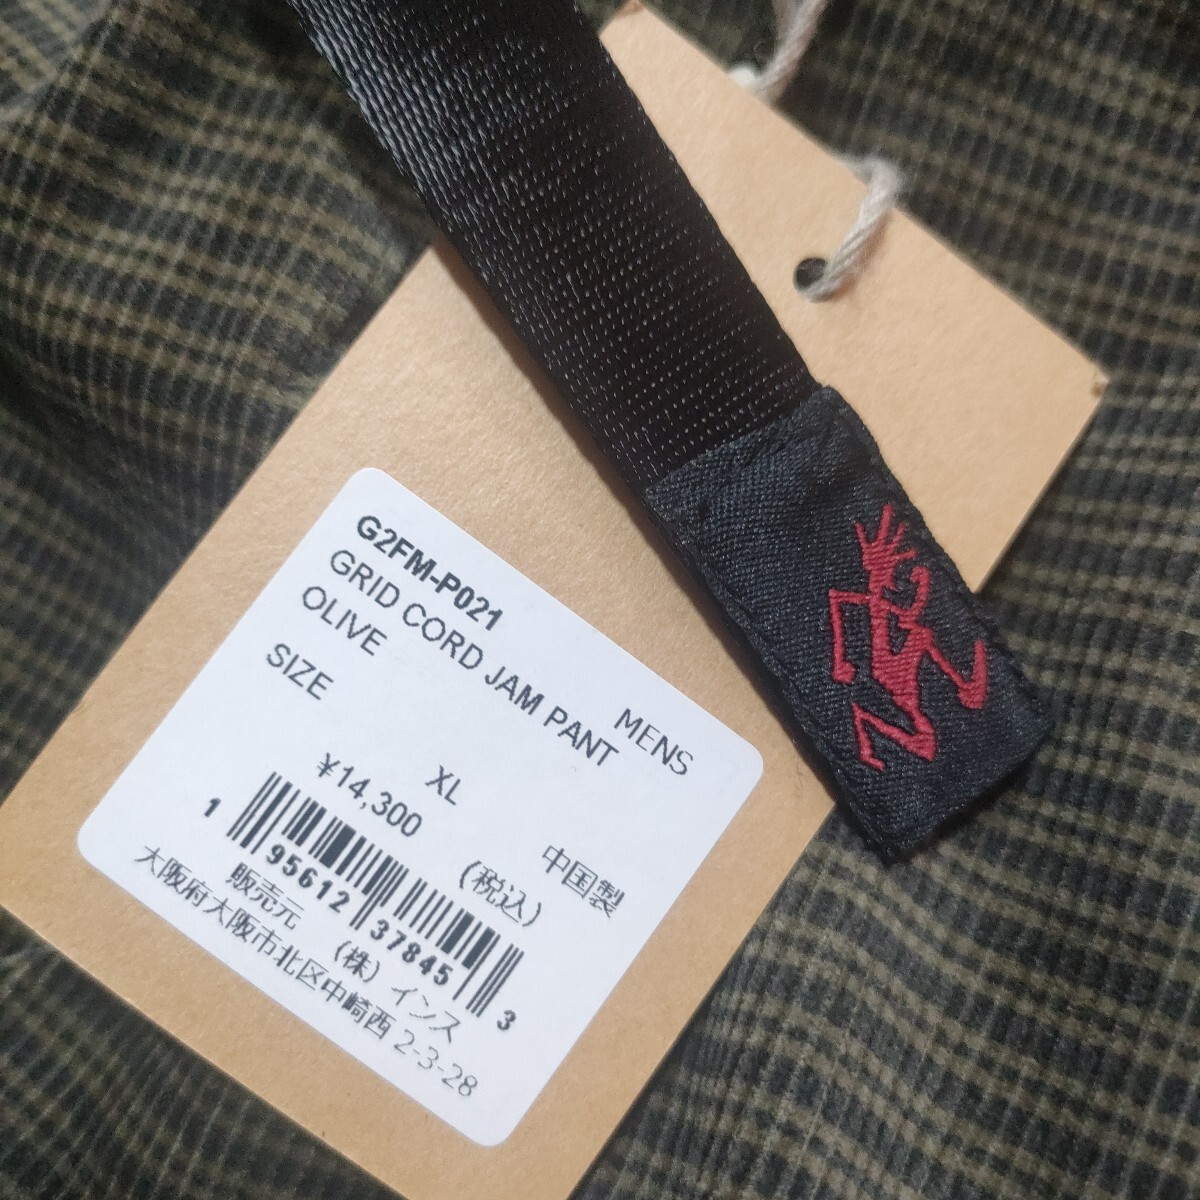 G2FM-P021
GRID CORD JAM PANT
OLIVE
MENS
SIZE
XL
¥14,300
(税込)
中国製
1 95612 37845 3
販売元 (株)インス
大阪府大阪市北区中崎西2-3-28